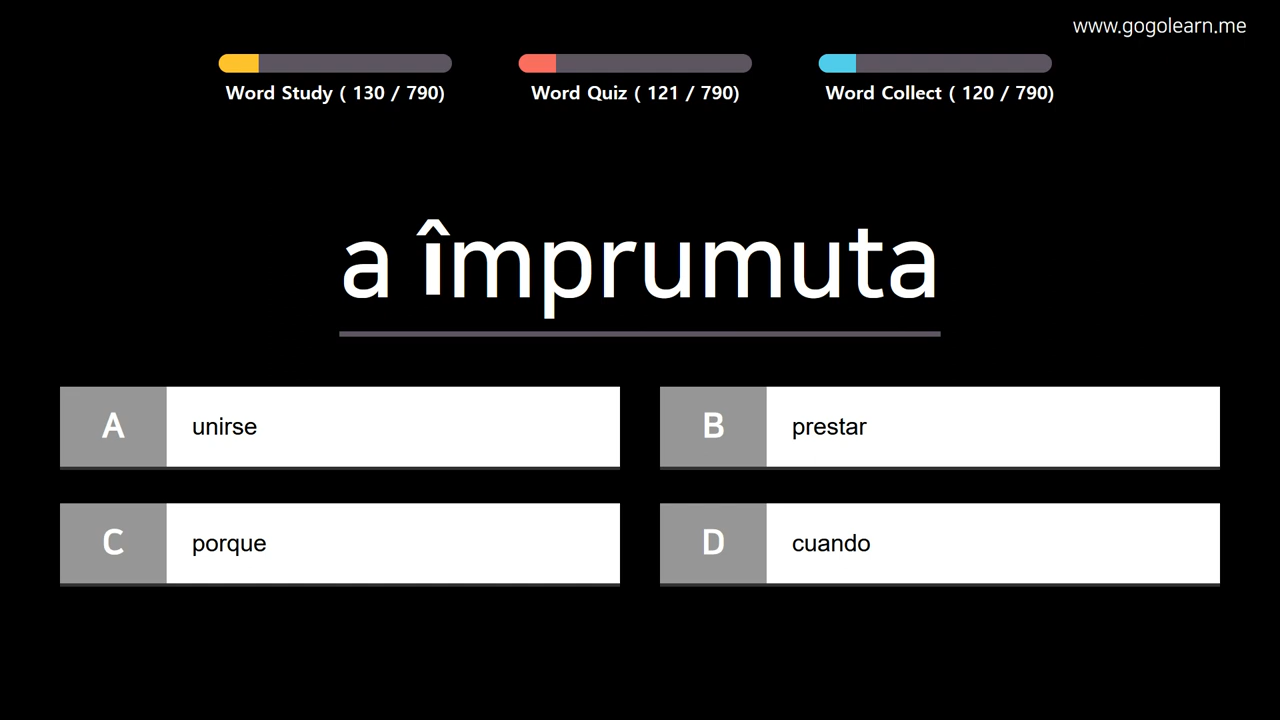 www.gogolearn.me
Word Study ( 130 / 790)
Word Quiz ( 121 / 790)
Word Collect ( 120 / 790)
a împrumuta
A unirse
B prestar
C porque
D cuando